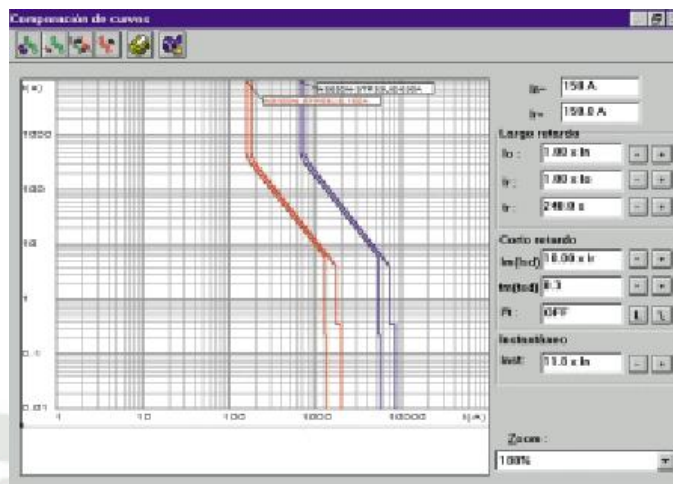 Comparación de curvas
t(s)
1000
100
10
1
0.1
0.01
1
10
100
1000
10000
I(A)
In=
150 A
Ir=
150.0 A
Largo retardo
Io :
1.00 x In
- +
Ir :
1.00 x Io
- +
tr :
240.0 s
- +
Corto retardo
Im(Isd)
10.00 x Ir
- +
tm(tsd)
0.3
- +
OFF
Instantáneo
Inst:
11.0 x In
- +
Zoom :
100%